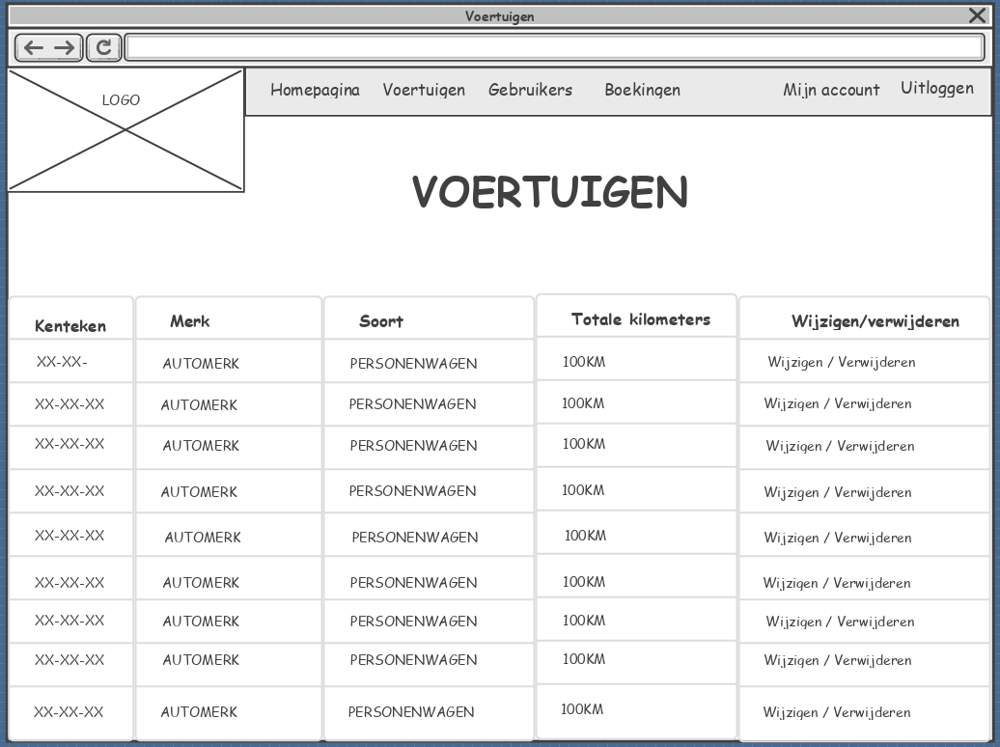 Voertuigen
LOGO
Homepagina Voertuigen Gebruikers Boekingen Mijn account Uitloggen
VOERTUIGEN
Kenteken Merk Soort Totale kilometers Wijzigen/verwijderen
XX-XX- AUTOMERK PERSONENWAGEN 100KM Wijzigen / Verwijderen
XX-XX-XX AUTOMERK PERSONENWAGEN 100KM Wijzigen / Verwijderen
XX-XX-XX AUTOMERK PERSONENWAGEN 100KM Wijzigen / Verwijderen
XX-XX-XX AUTOMERK PERSONENWAGEN 100KM Wijzigen / Verwijderen
XX-XX-XX AUTOMERK PERSONENWAGEN 100KM Wijzigen / Verwijderen
XX-XX-XX AUTOMERK PERSONENWAGEN 100KM Wijzigen / Verwijderen
XX-XX-XX AUTOMERK PERSONENWAGEN 100KM Wijzigen / Verwijderen
XX-XX-XX AUTOMERK PERSONENWAGEN 100KM Wijzigen / Verwijderen
XX-XX-XX AUTOMERK PERSONENWAGEN 100KM Wijzigen / Verwijderen